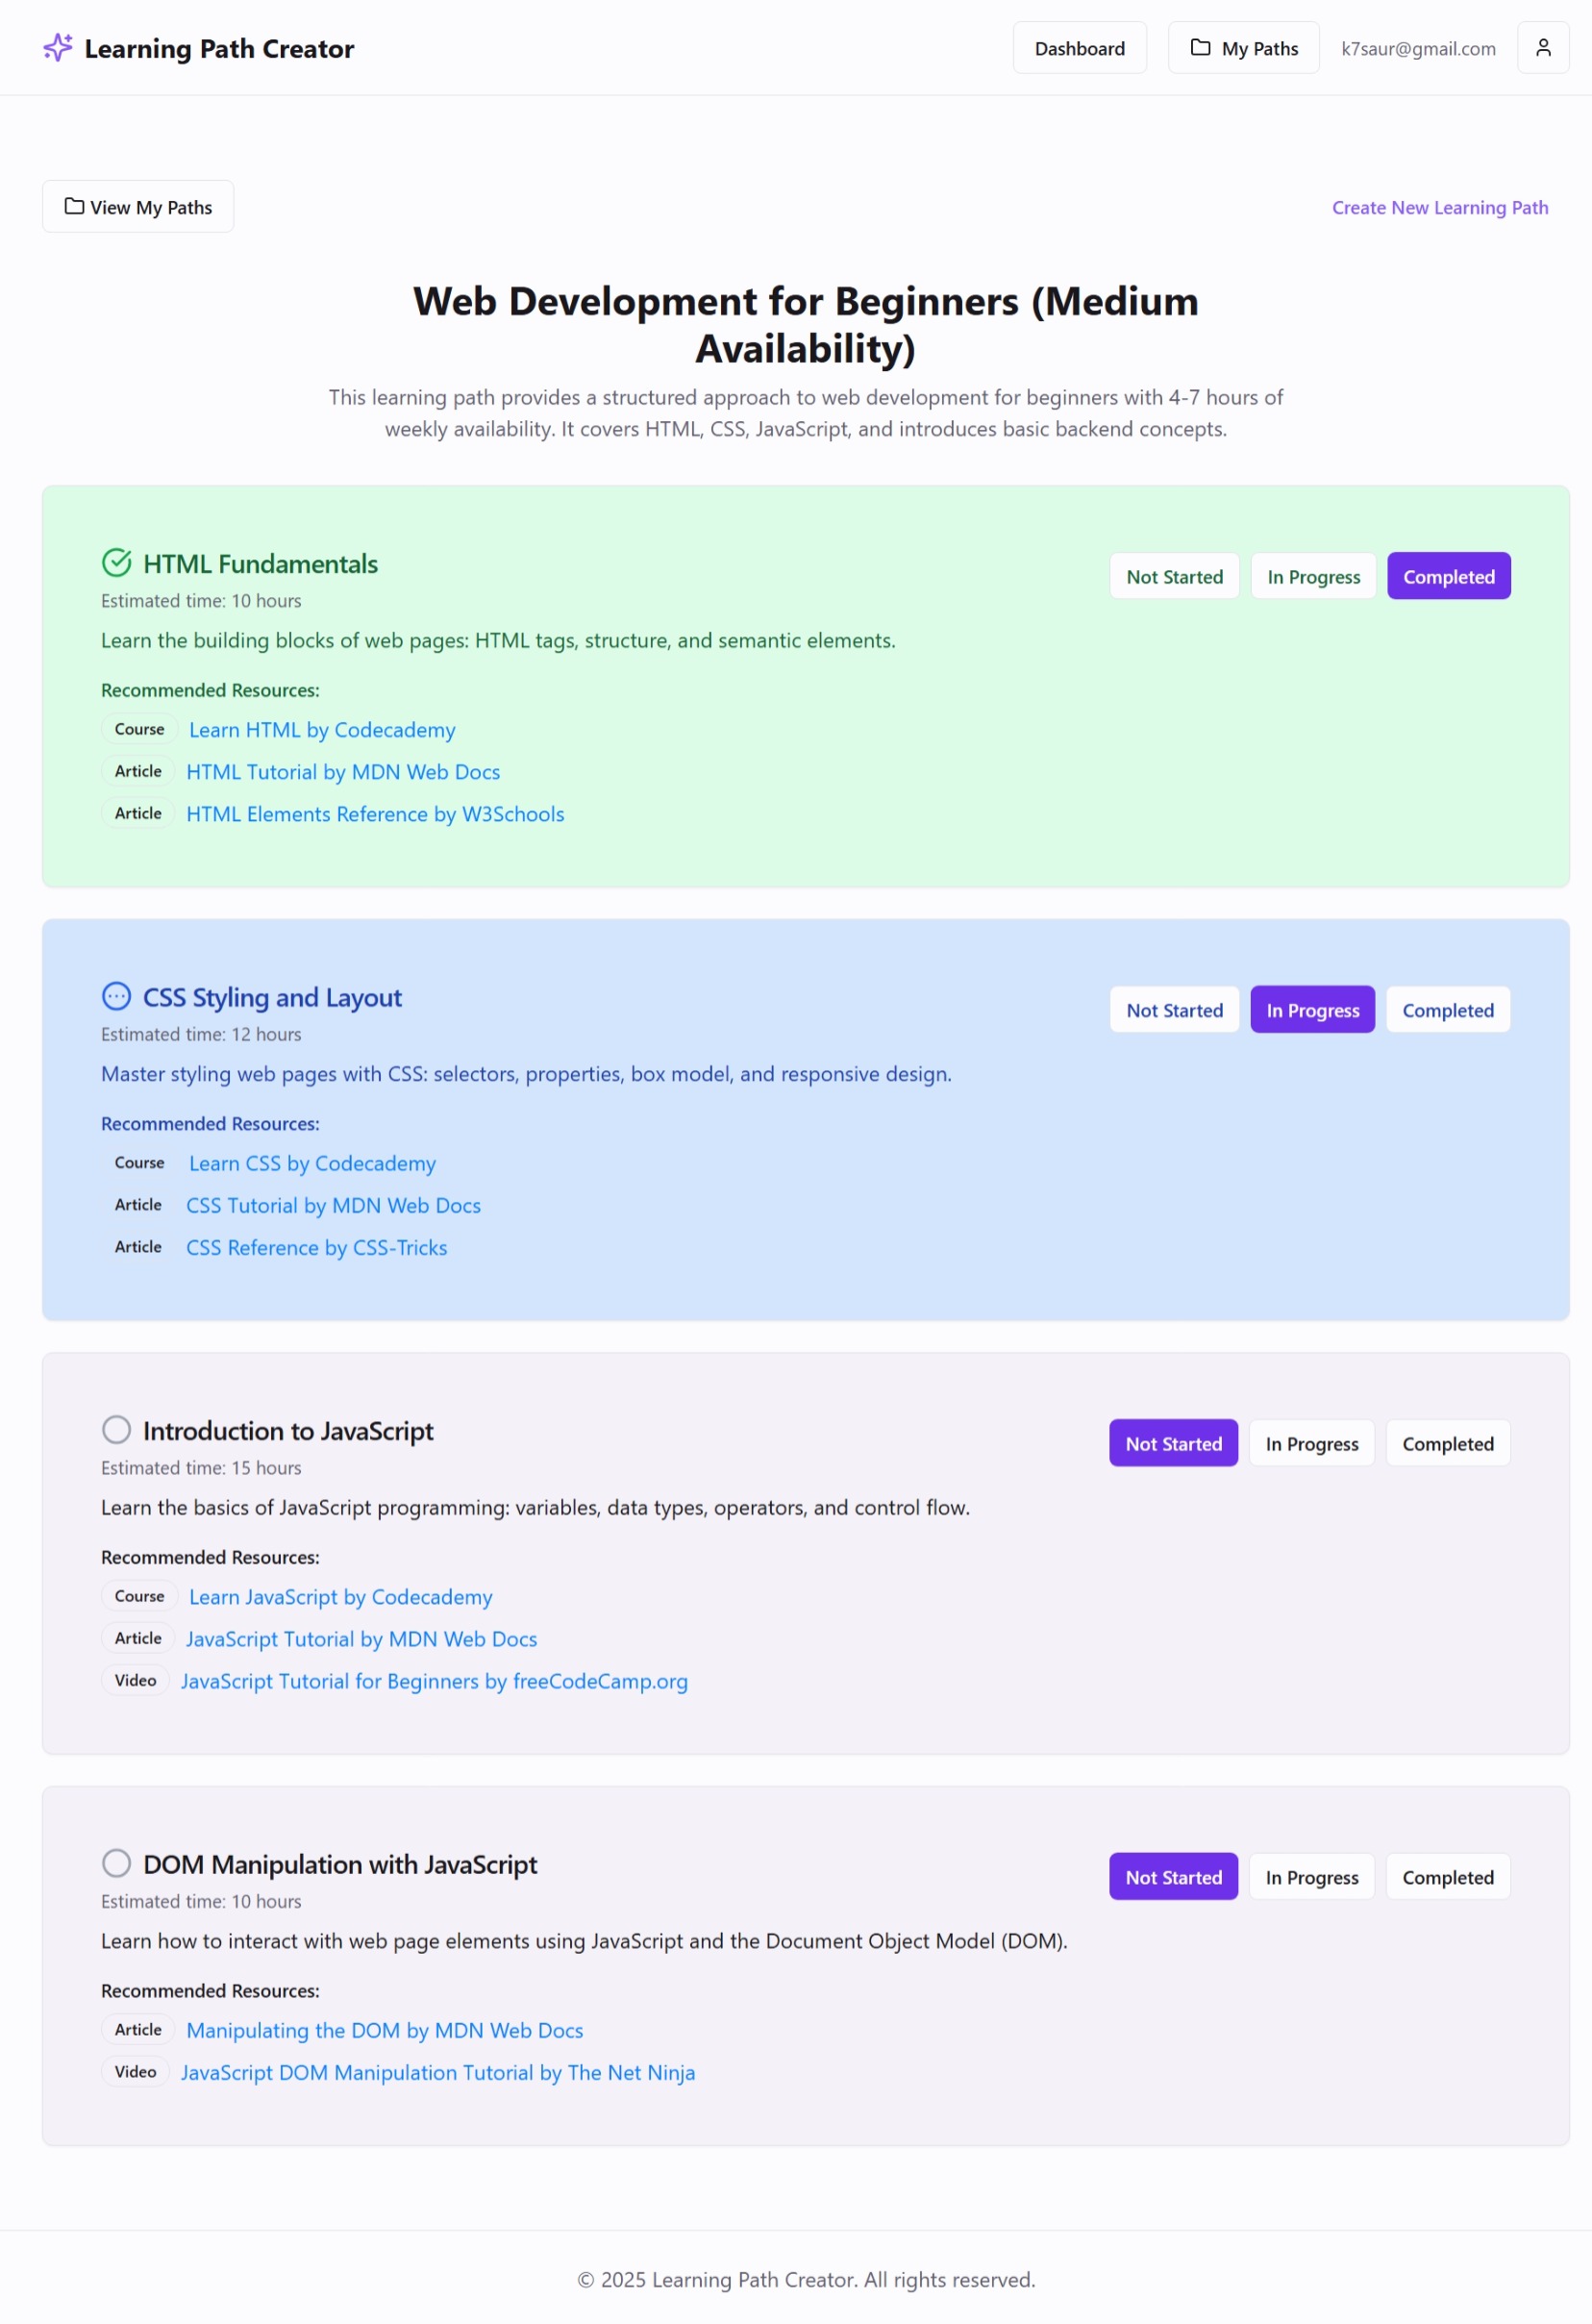 Learning Path Creator
Dashboard
My Paths
k7saur@gmail.com
View My Paths
Create New Learning Path
Web Development for Beginners (Medium
Availability)
This learning path provides a structured approach to web development for beginners with 4-7 hours of
weekly availability. It covers HTML, CSS, JavaScript, and introduces basic backend concepts.
HTML Fundamentals
Not Started
In Progress
Completed
Estimated time: 10 hours
Learn the building blocks of web pages: HTML tags, structure, and semantic elements.
Recommended Resources:
Course Learn HTML by Codecademy
Article HTML Tutorial by MDN Web Docs
Article HTML Elements Reference by W3Schools
CSS Styling and Layout
Not Started
In Progress
Completed
Estimated time: 12 hours
Master styling web pages with CSS: selectors, properties, box model, and responsive design.
Recommended Resources:
Course Learn CSS by Codecademy
Article CSS Tutorial by MDN Web Docs
Article CSS Reference by CSS-Tricks
Introduction to JavaScript
Not Started
In Progress
Completed
Estimated time: 15 hours
Learn the basics of JavaScript programming: variables, data types, operators, and control flow.
Recommended Resources:
Course Learn JavaScript by Codecademy
Article JavaScript Tutorial by MDN Web Docs
Video JavaScript Tutorial for Beginners by freeCodeCamp.org
DOM Manipulation with JavaScript
Not Started
In Progress
Completed
Estimated time: 10 hours
Learn how to interact with web page elements using JavaScript and the Document Object Model (DOM).
Recommended Resources:
Article Manipulating the DOM by MDN Web Docs
Video JavaScript DOM Manipulation Tutorial by The Net Ninja
© 2025 Learning Path Creator. All rights reserved.